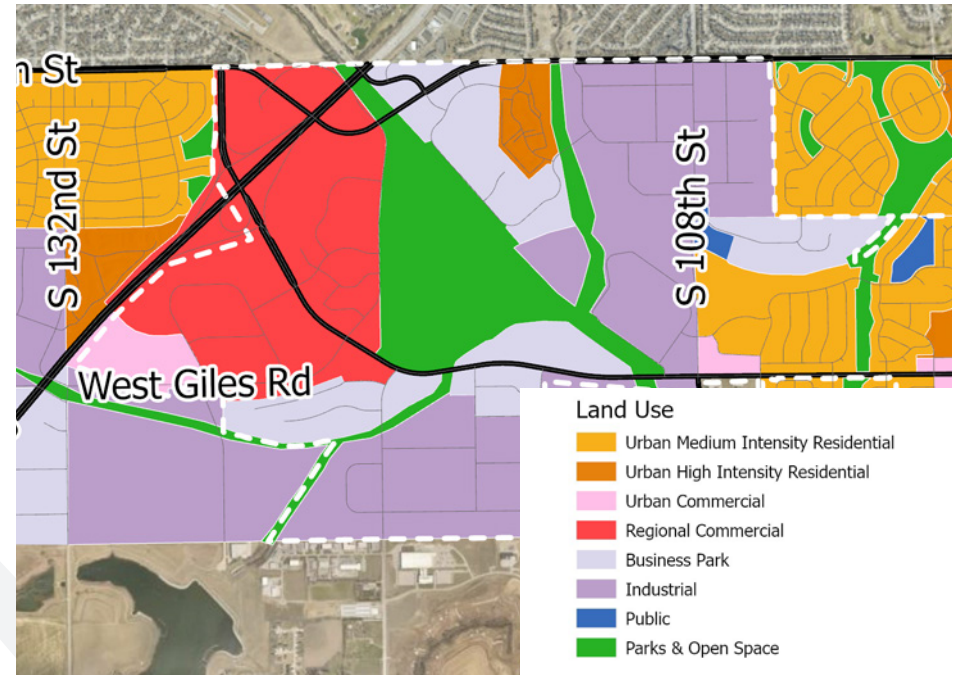 n St
S 132nd St
S 108th St
West Giles Rd
Land Use
Urban Medium Intensity Residential
Urban High Intensity Residential
Urban Commercial
Regional Commercial
Business Park
Industrial
Public
Parks & Open Space